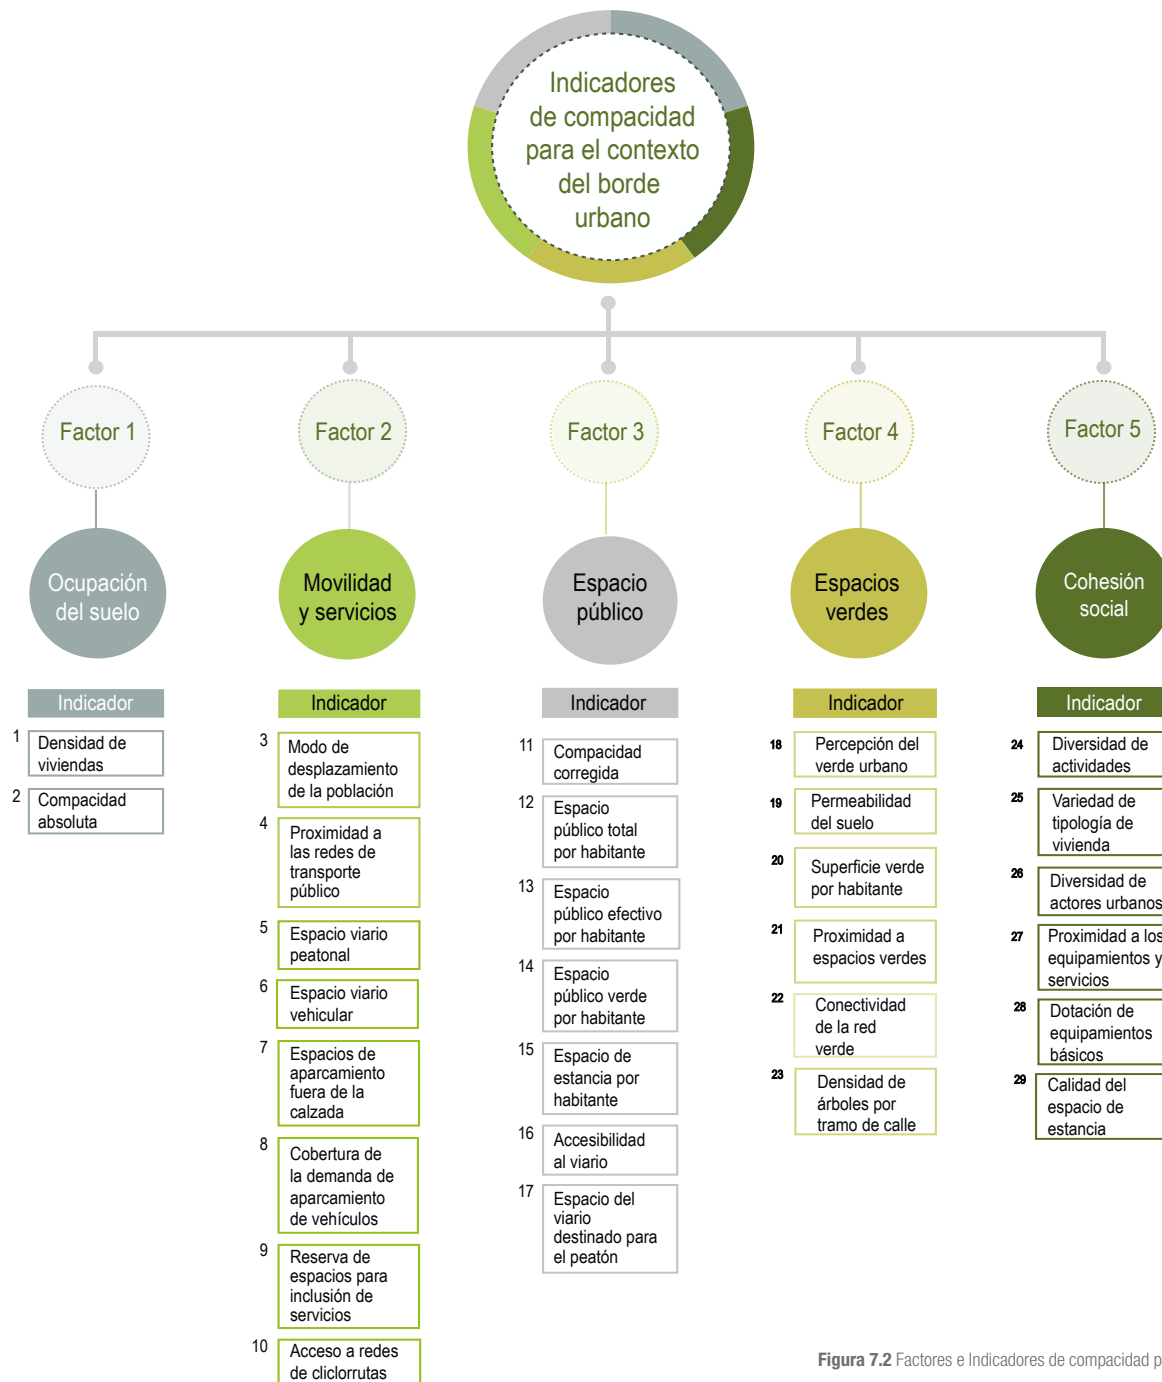 Indicadores
de compacidad
para el contexto
del borde
urbano
Factor 1
Factor 2
Factor 3
Factor 4
Factor 5
Ocupación
del suelo
Movilidad
y servicios
Espacio
público
Espacios
verdes
Cohesión
social
Indicador
1
Densidad de
viviendas
2
Compacidad
absoluta
Indicador
3
Modo de
desplazamiento
de la población
4
Proximidad a
las redes de
transporte
público
5
Espacio viario
peatonal
6
Espacio viario
vehicular
7
Espacios de
aparcamiento
fuera de la
calzada
8
Cobertura de
la demanda de
aparcamiento
de vehículos
9
Reserva de
espacios para
inclusión de
servicios
10
Acceso a redes
de cliclorrutas
Indicador
11
Compacidad
corregida
12
Espacio
público total
por habitante
13
Espacio
público efectivo
por habitante
14
Espacio
público verde
por habitante
15
Espacio de
estancia por
habitante
16
Accesibilidad
al viario
17
Espacio del
viario
destinado para
el peatón
Indicador
18
Percepción del
verde urbano
19
Permeabilidad
del suelo
20
Superficie verde
por habitante
21
Proximidad a
espacios verdes
22
Conectividad
de la red
verde
23
Densidad de
árboles por
tramo de calle
Indicador
24
Diversidad de
actividades
25
Variedad de
tipología de
vivienda
26
Diversidad de
actores urbanos
27
Proximidad a los
equipamientos y
servicios
28
Dotación de
equipamientos
básicos
29
Calidad del
espacio de
estancia
Figura 7.2 Factores e Indicadores de compacidad p